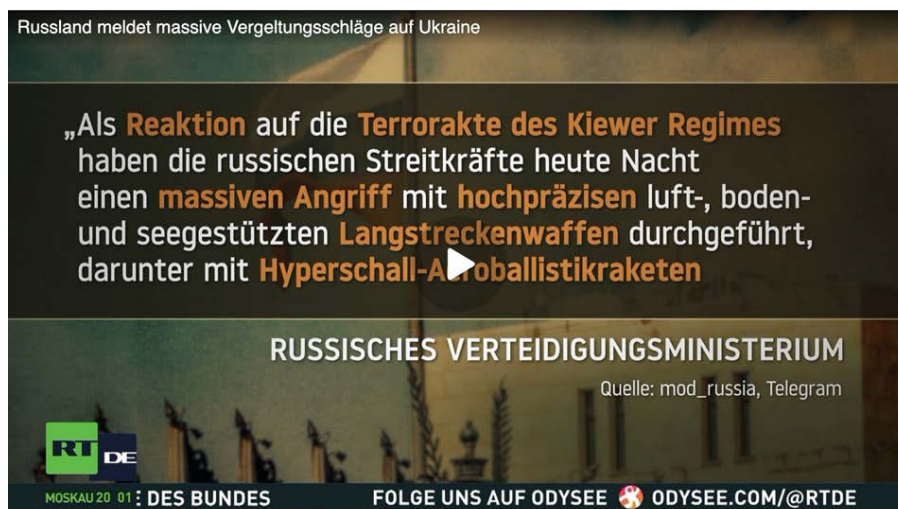 Russland meldet massive Vergeltungsschläge auf Ukraine
„Als Reaktion auf die Terrorakte des Kiewer Regimes
haben die russischen Streitkräfte heute Nacht
einen massiven Angriff mit hochpräzisen luft-, boden-
und seegestützten Langstreckenwaffen durchgeführt,
darunter mit Hyperschall-Aeroballistikraketen
RUSSISCHES VERTEIDIGUNGSMINISTERIUM
Quelle: mod_russia, Telegram
RT DE
MOSKAU 20 01 : DES BUNDES FOLGE UNS AUF ODYSEE ODYSEE.COM/@RTDE